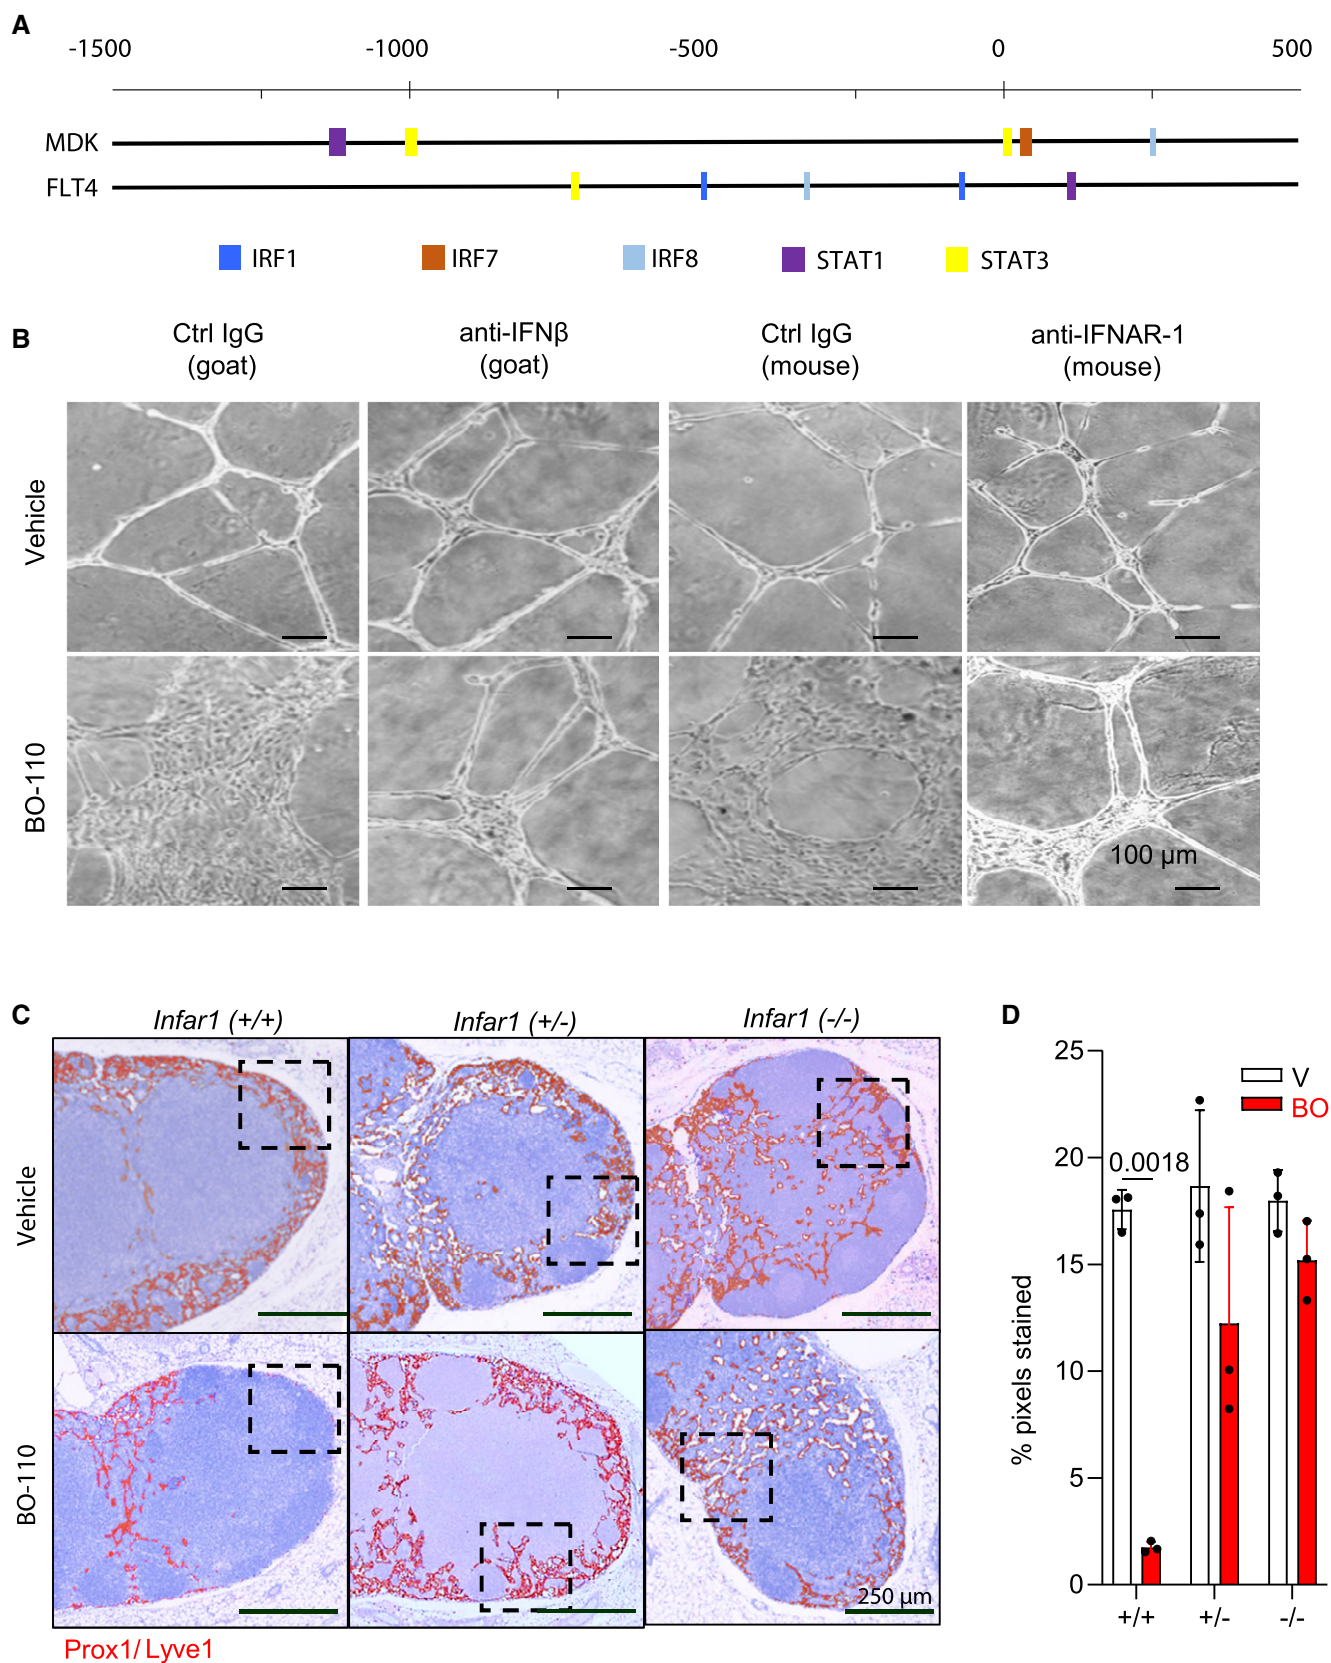 A
-1500 -1000 -500 0 500
MDK
FLT4
IRF1 IRF7 IRF8 STAT1 STAT3
B
Ctrl IgG (goat)
anti-IFNβ (goat)
Ctrl IgG (mouse)
anti-IFNAR-1 (mouse)
Vehicle
BO-110
100 µm
C
Infar1 (+/+) Infar1 (+/-) Infar1 (-/-)
Vehicle
BO-110
250 µm
Prox1/Lyve1
D
25
20
15
10
5
0
% pixels stained
V
BO
0.0018
+/+ +/- -/-